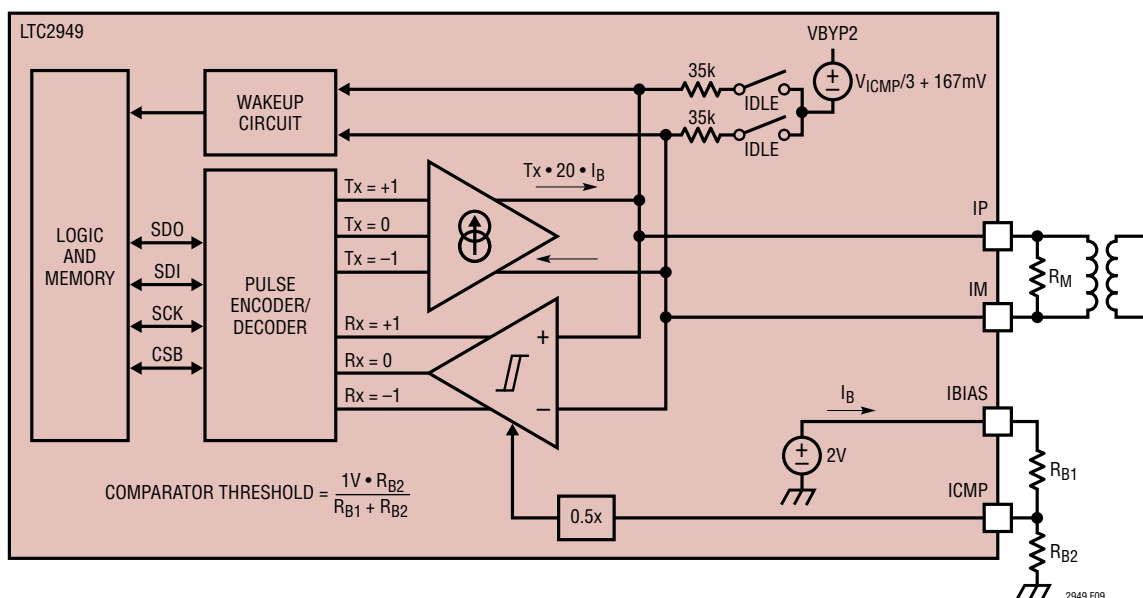 LTC2949
VBYP2
35k
IDLE
V_ICMP/3 + 167mV
+
−
35k
IDLE
WAKEUP
CIRCUIT
Tx • 20 • I_B
LOGIC
AND
MEMORY
SDO
SDI
SCK
CSB
PULSE
ENCODER/
DECODER
Tx = +1
Tx = 0
Tx = –1
Rx = +1
Rx = 0
Rx = –1
+
−
IP
IM
R_M
IBIAS
I_B
+
−
2V
R_B1
ICMP
R_B2
0.5x
COMPARATOR THRESHOLD = 1V • R_B2
R_B1 + R_B2
2949 F09